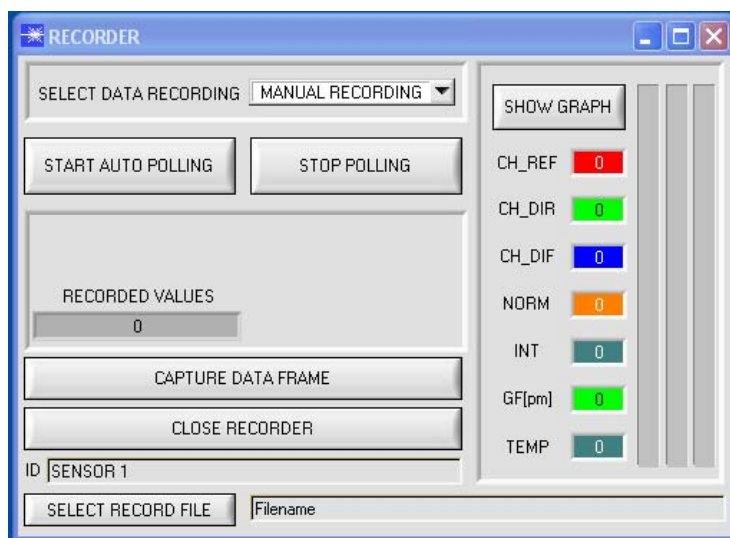 RECORDER
SELECT DATA RECORDING MANUAL RECORDING
START AUTO POLLING STOP POLLING
RECORDED VALUES
0
CAPTURE DATA FRAME
CLOSE RECORDER
ID SENSOR 1
SELECT RECORD FILE Filename
SHOW GRAPH
CH_REF 0
CH_DIR 0
CH_DIF 0
NORM 0
INT 0
GF[pm] 0
TEMP 0